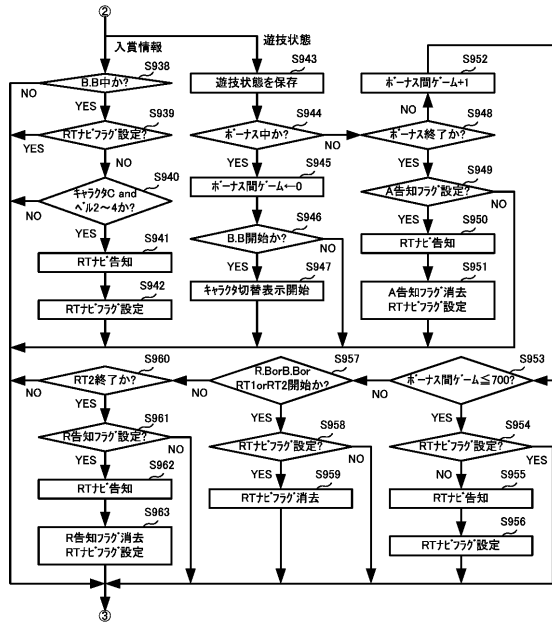 ②
入賞情報
遊技状態
S938
B.B中か?
NO
YES
S939
RTナビフラグ設定?
YES
NO
S940
キャラクタC and
ベル2～4か?
NO
YES
S941
RTナビ告知
S942
RTナビフラグ設定
S943
遊技状態を保存
S944
ボーナス中か?
NO
YES
S945
ボーナス間ゲーム←0
S946
B.B開始か?
NO
YES
S947
キャラクタ切替表示開始
S952
ボーナス間ゲーム+1
NO
S948
ボーナス終了か?
YES
S949
A告知フラグ設定?
NO
YES
S950
RTナビ告知
S951
A告知フラグ消去
RTナビフラグ設定
S960
RT2終了か?
NO
YES
S961
R告知フラグ設定?
YES
NO
S962
RTナビ告知
S963
R告知フラグ消去
RTナビフラグ設定
S957
R.BorB.Bor
RT1orRT2開始か?
NO
YES
S958
RTナビフラグ設定?
YES
NO
S959
RTナビフラグ消去
S953
ボーナス間ゲーム≦700?
NO
YES
S954
RTナビフラグ設定?
NO
YES
S955
RTナビ告知
S956
RTナビフラグ設定
③